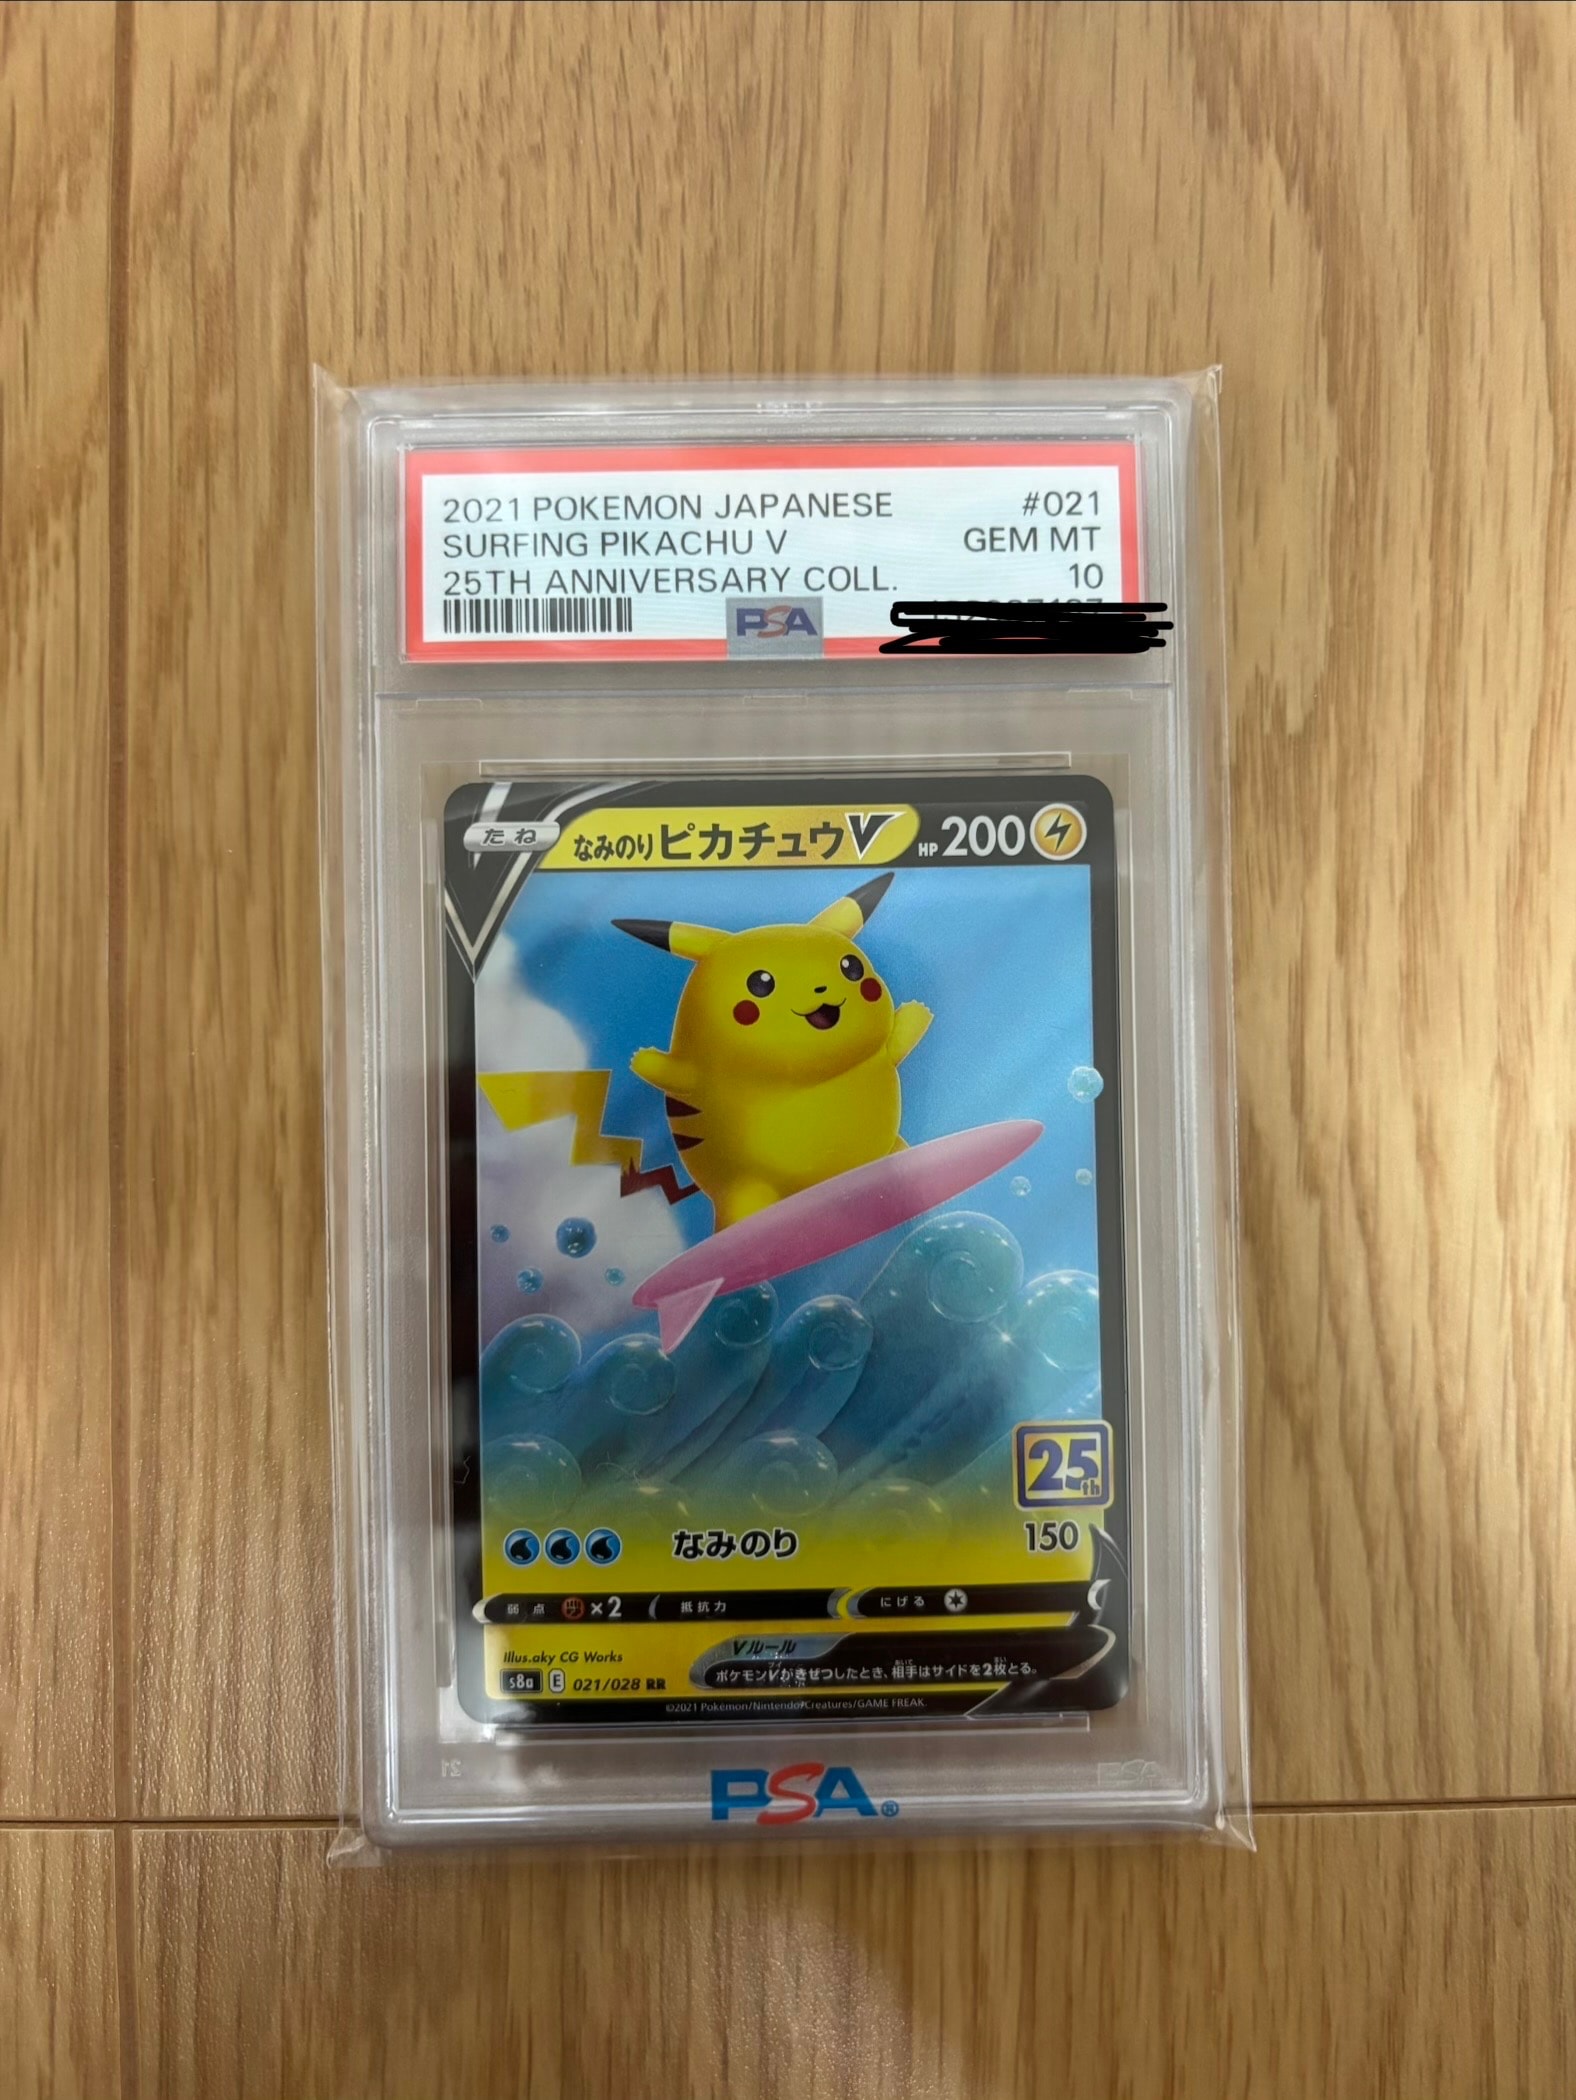 2021 POKEMON JAPANESE #021
SURFING PIKACHU V GEM MT
25TH ANNIVERSARY COLL. 10
PSA
たね なみのりピカチュウV HP 200
25th
なみのり 150
弱点 ×2 抵抗力 にげる
Illus.aky CG Works
Vルール
s8a E 021/028 RR
ポケモンVがきぜつしたとき、相手はサイドを2枚とる。
©2021 Pokémon/Nintendo/Creatures/GAME FREAK.
PSA®